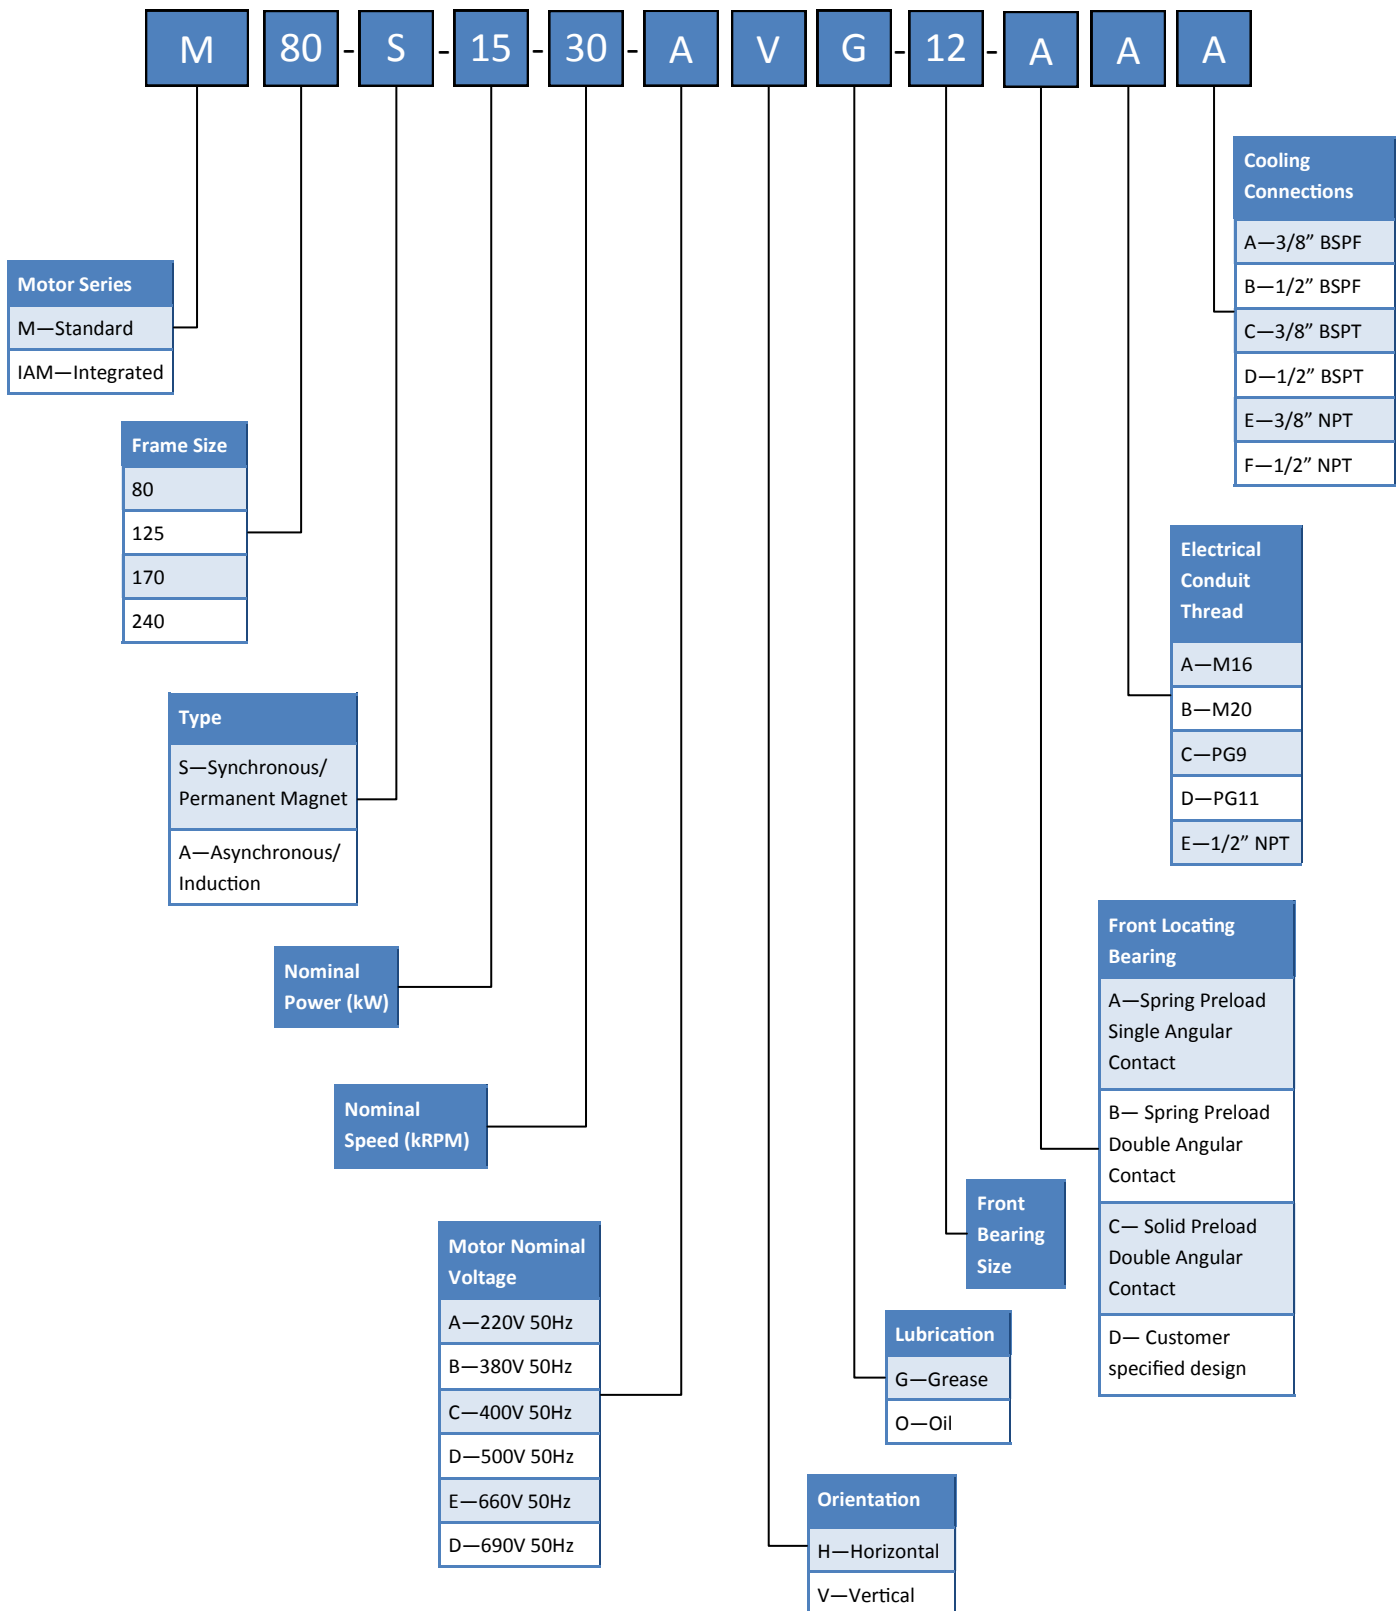 M 80 - S - 15 - 30 - A V G - 12 - A A A
Cooling
Connections
A—3/8” BSPF
B—1/2” BSPF
C—3/8” BSPT
D—1/2” BSPT
E—3/8” NPT
F—1/2” NPT
Motor Series
M—Standard
IAM—Integrated
Frame Size
80
125
170
240
Electrical
Conduit
Thread
A—M16
B—M20
C—PG9
D—PG11
E—1/2” NPT
Type
S—Synchronous/
Permanent Magnet
A—Asynchronous/
Induction
Front Locating
Bearing
A—Spring Preload
Single Angular
Contact
B— Spring Preload
Double Angular
Contact
C— Solid Preload
Double Angular
Contact
D— Customer
specified design
Nominal
Power (kW)
Nominal
Speed (kRPM)
Front
Bearing
Size
Motor Nominal
Voltage
A—220V 50Hz
B—380V 50Hz
C—400V 50Hz
D—500V 50Hz
E—660V 50Hz
D—690V 50Hz
Lubrication
G—Grease
O—Oil
Orientation
H—Horizontal
V—Vertical